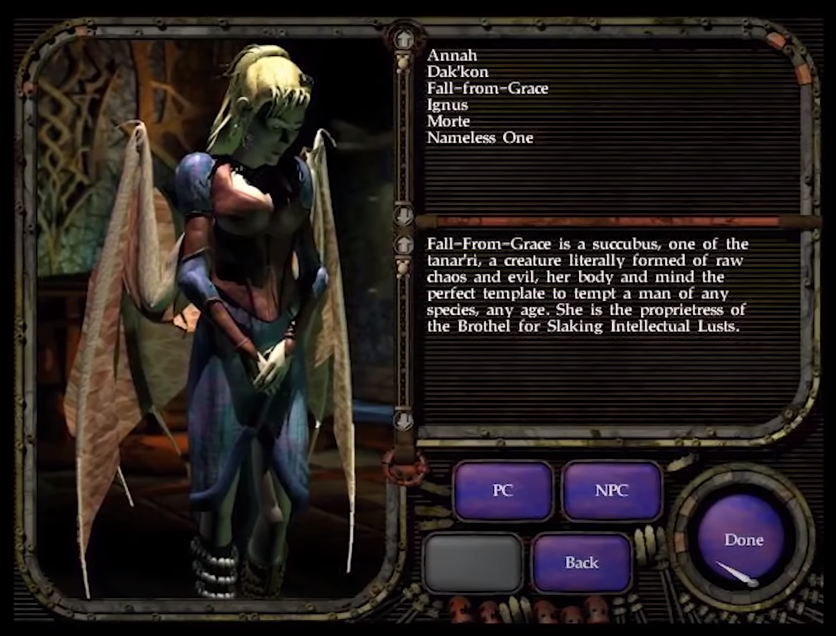 Annah
Dak'kon
Fall-from-Grace
Ignus
Morte
Nameless One
Fall-From-Grace is a succubus, one of the
tanar'ri, a creature literally formed of raw
chaos and evil, her body and mind the
perfect template to tempt a man of any
species, any age. She is the proprietress of
the Brothel for Slaking Intellectual Lusts.
PC
NPC
Done
Back